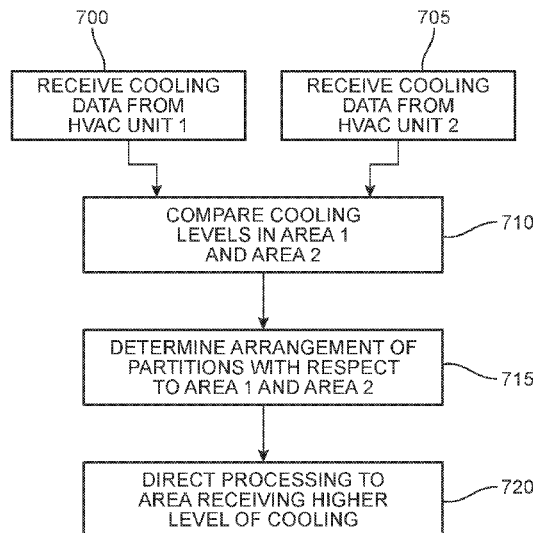 700
705
RECEIVE COOLING
DATA FROM
HVAC UNIT 1
RECEIVE COOLING
DATA FROM
HVAC UNIT 2
COMPARE COOLING
LEVELS IN AREA 1
AND AREA 2
710
DETERMINE ARRANGEMENT OF
PARTITIONS WITH RESPECT
TO AREA 1 AND AREA 2
715
DIRECT PROCESSING TO
AREA RECEIVING HIGHER
LEVEL OF COOLING
720